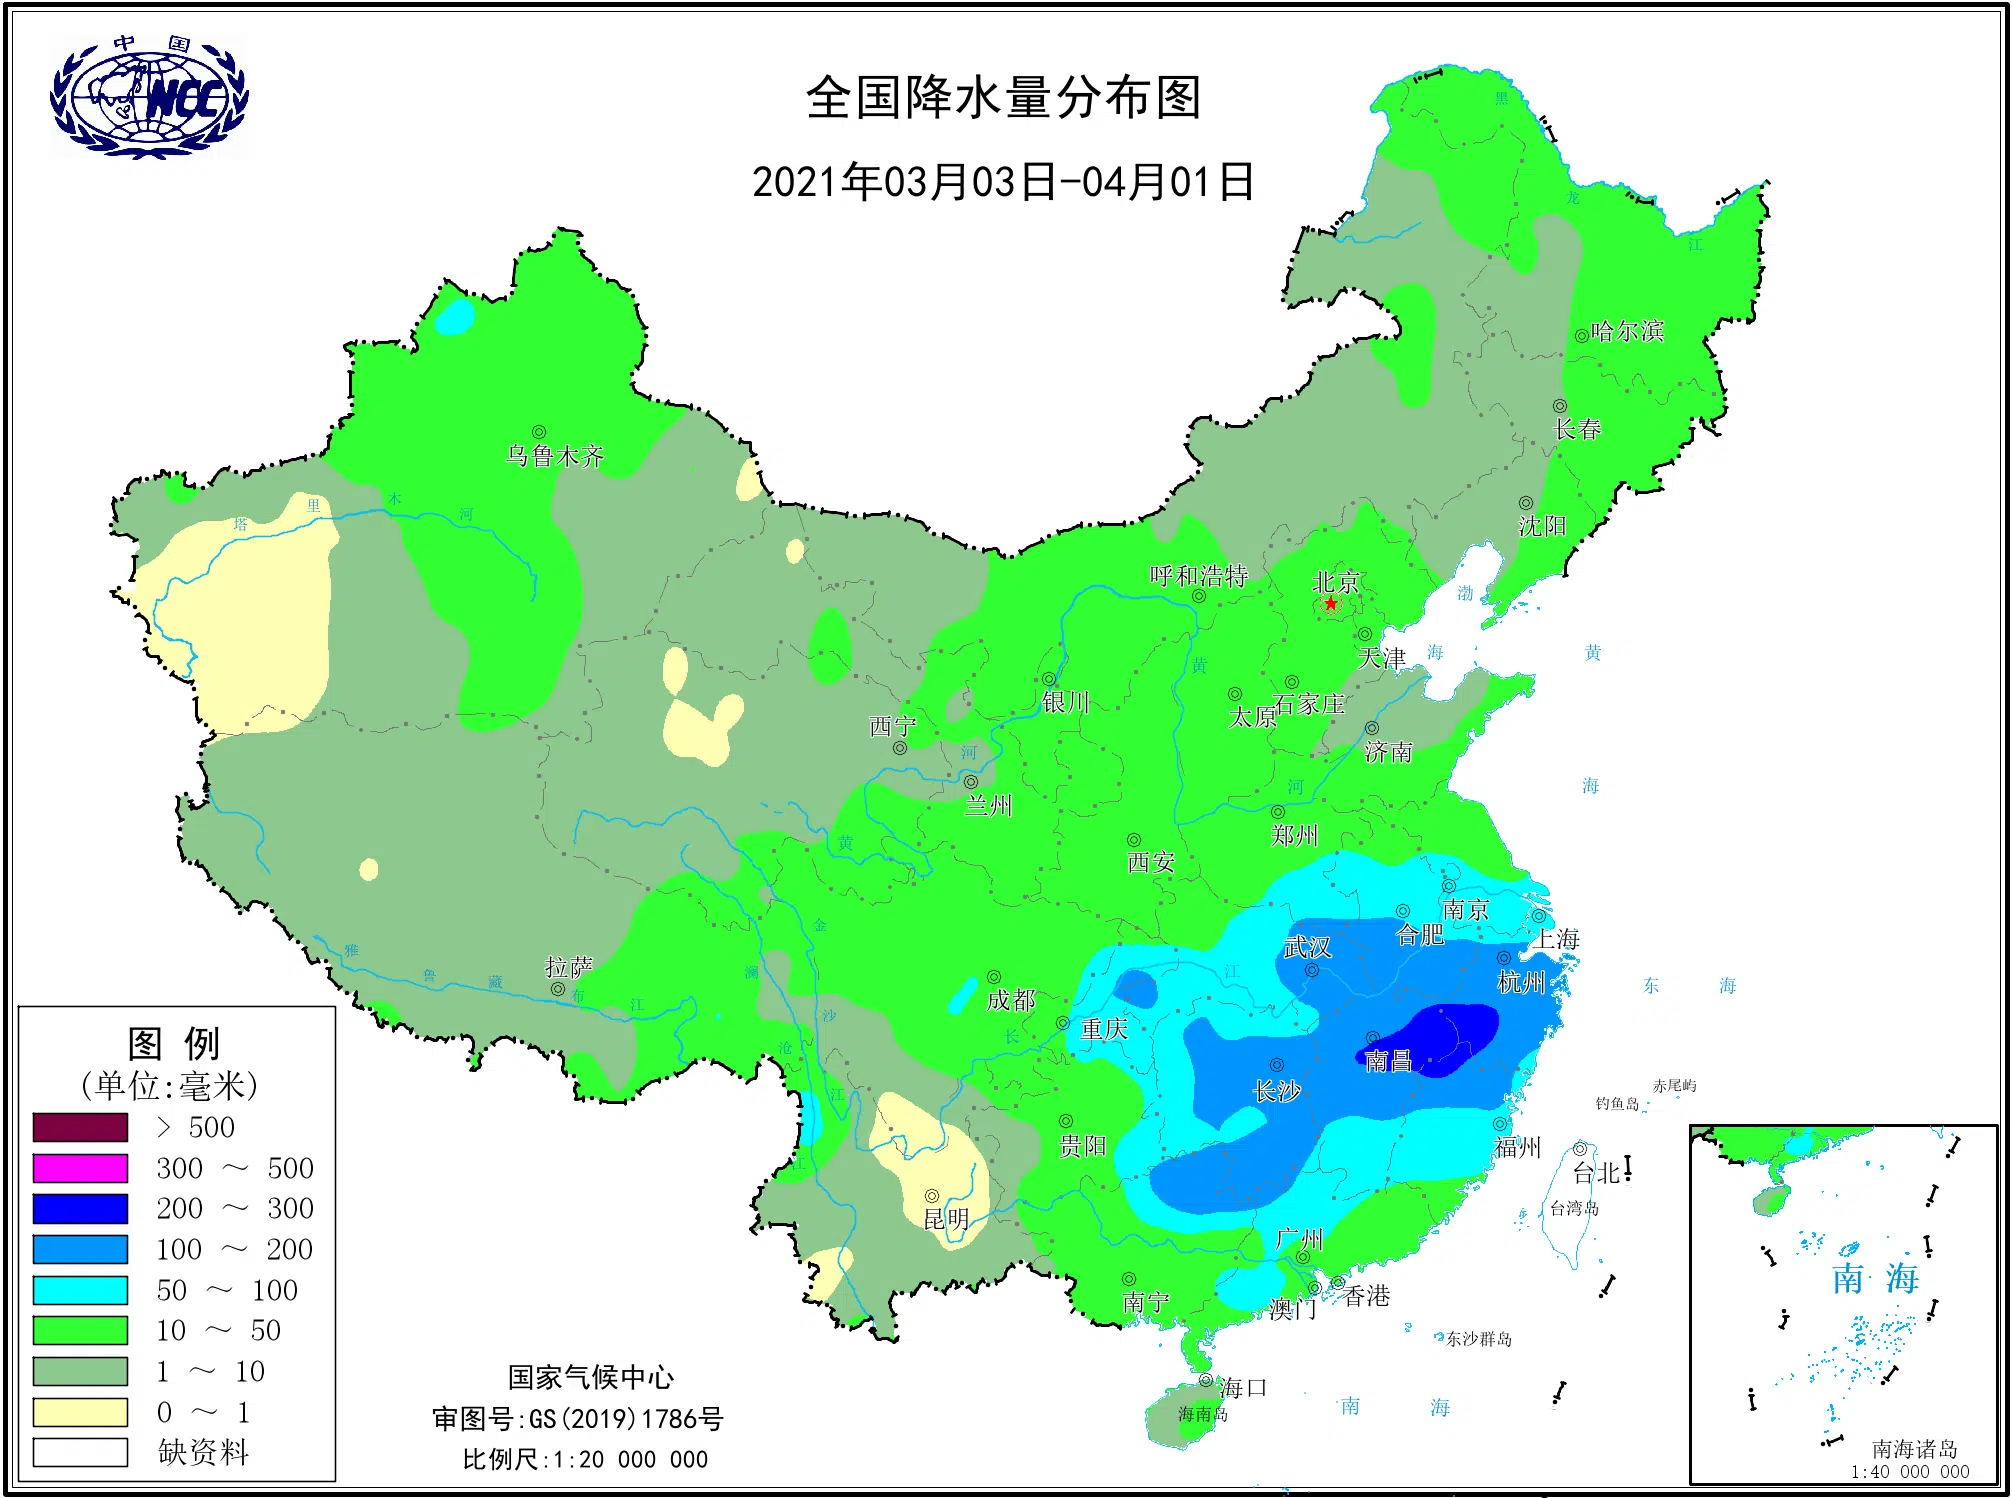 中国
NCC
全国降水量分布图
2021年03月03日-04月01日
黑
龙
江
哈尔滨
长春
沈阳
乌鲁木齐
塔 里 木 河
呼和浩特
北京
渤
海
黄
海
天津
银川
黄
太原
石家庄
济南
西宁
河
兰州
河
郑州
黄
西安
南京
合肥
上海
武汉
杭州
金
沙
江
澜
沧
江
拉萨
雅 鲁 藏 布 江
成都
重庆
长
江
东 海
南昌
长沙
贵阳
福州
钓鱼岛
赤尾屿
台北
台湾岛
昆明
广州
南宁
澳门
香港
东沙群岛
海口
海南岛
南 海
图 例
(单位:毫米)
> 500
300 ~ 500
200 ~ 300
100 ~ 200
50 ~ 100
10 ~ 50
1 ~ 10
0 ~ 1
缺资料
国家气候中心
审图号:GS(2019)1786号
比例尺:1:20 000 000
南 海
南海诸岛
1:40 000 000